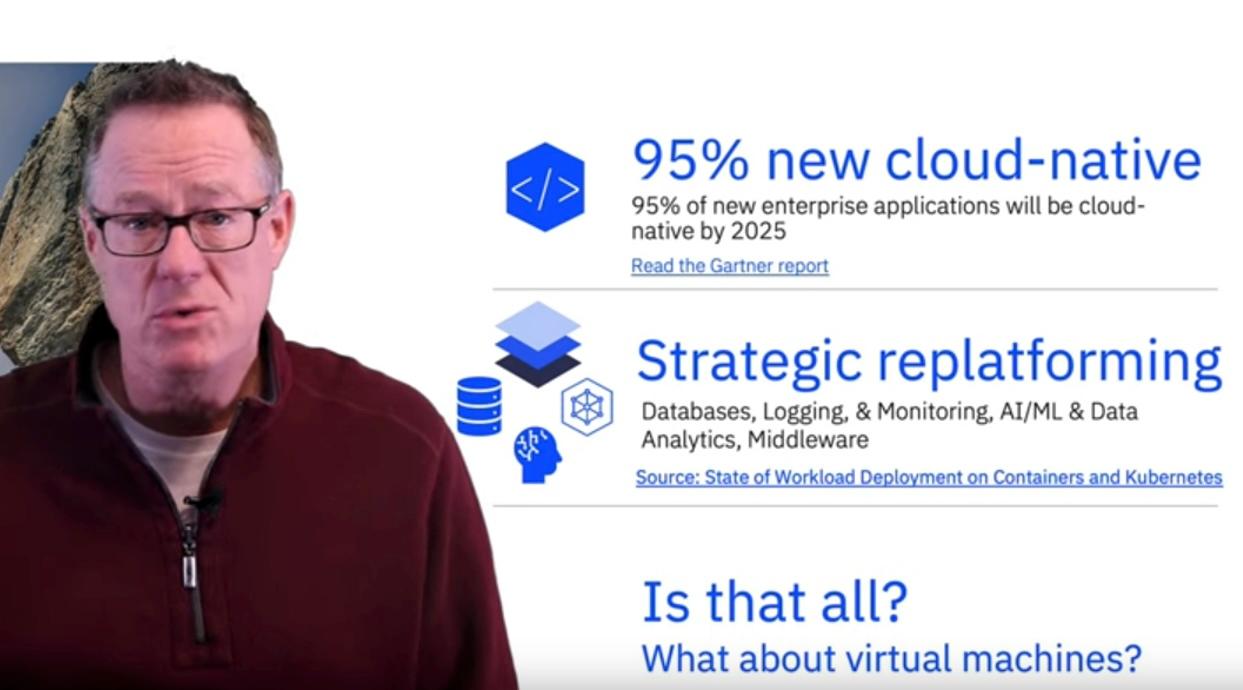 </>
95% new cloud-native
95% of new enterprise applications will be cloud-
native by 2025
Read the Gartner report
Strategic replatforming
Databases, Logging, & Monitoring, AI/ML & Data
Analytics, Middleware
Source: State of Workload Deployment on Containers and Kubernetes
Is that all?
What about virtual machines?